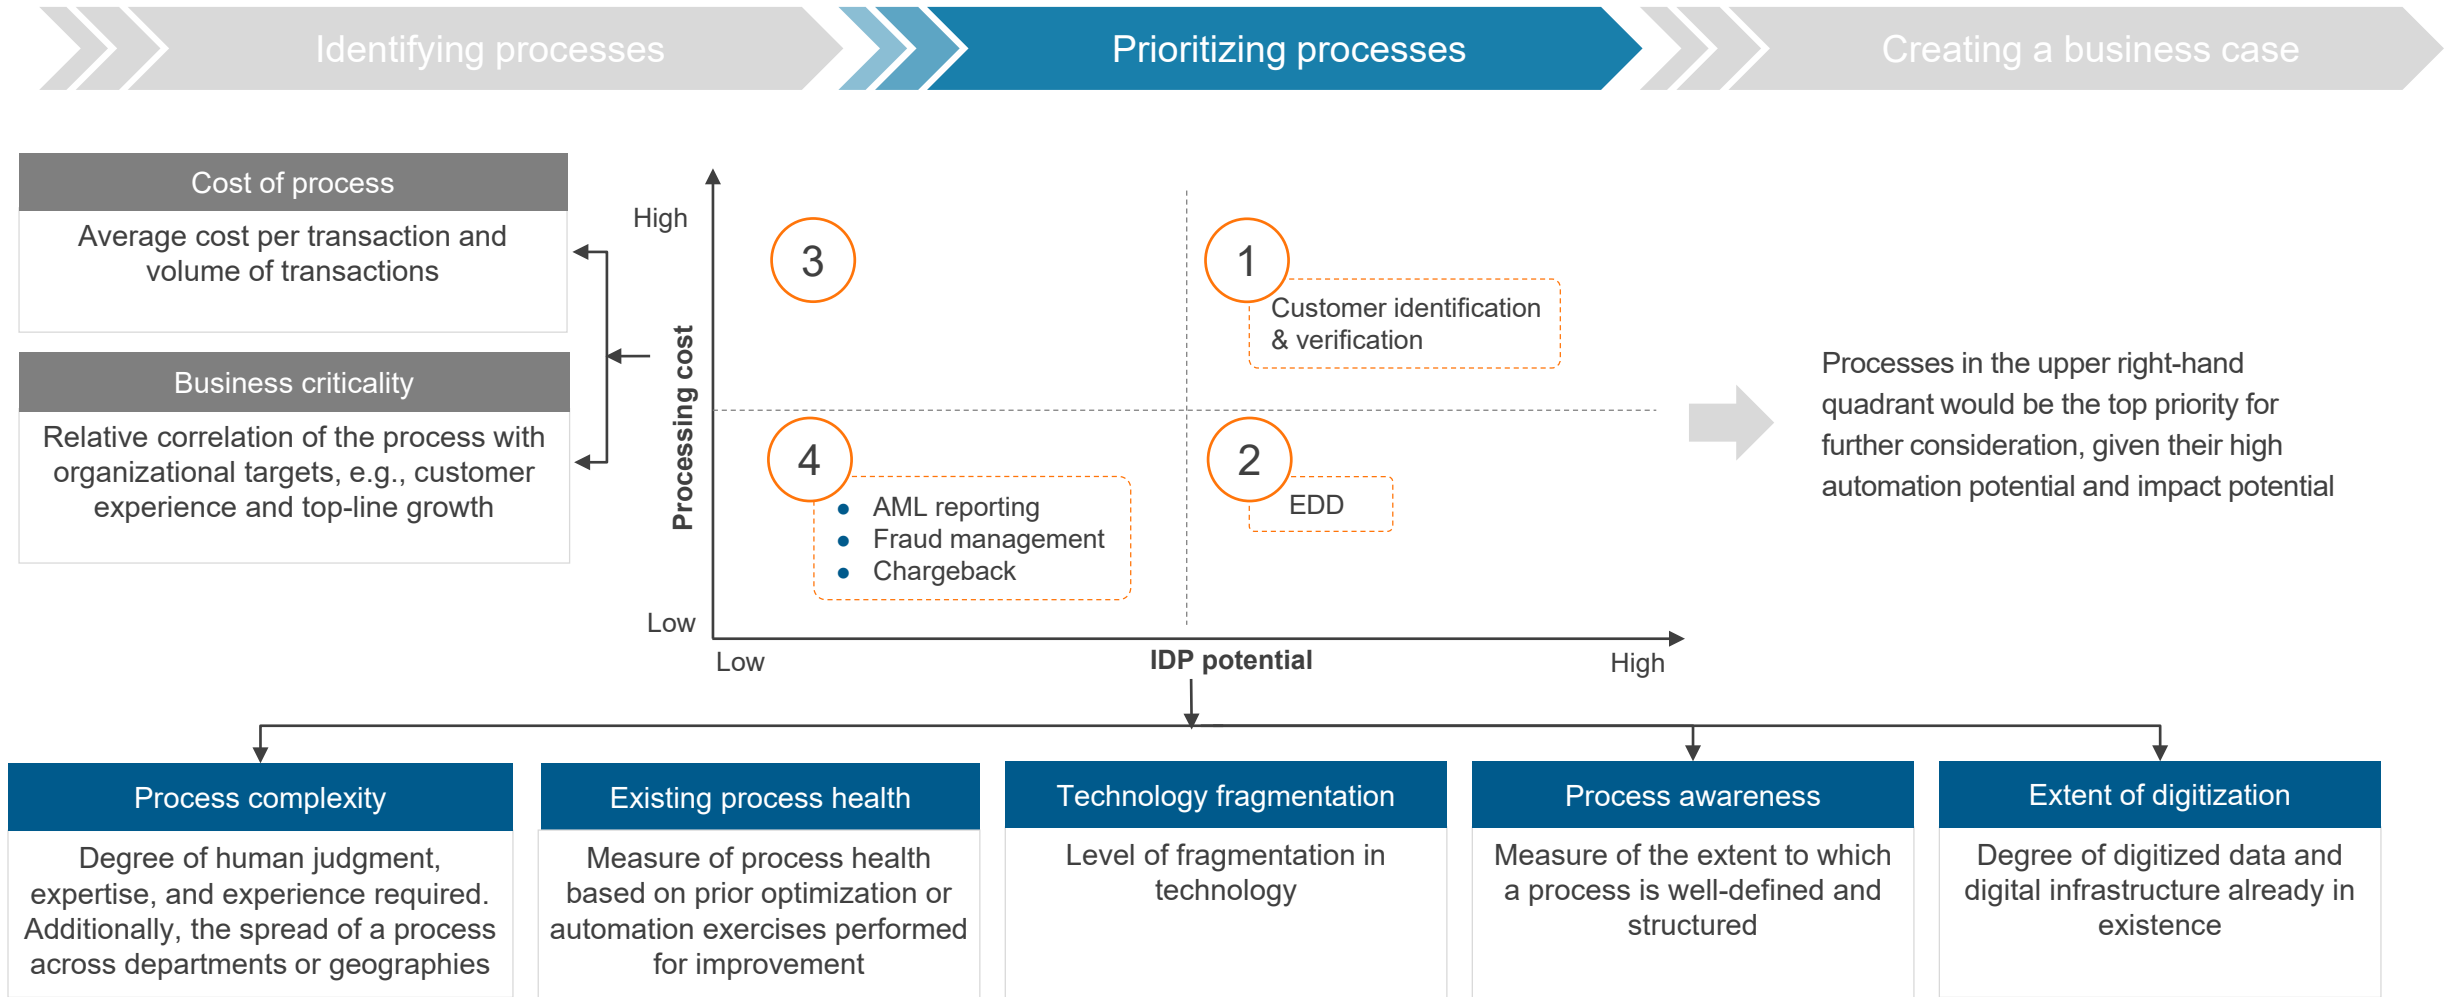 Identifying processes
Prioritizing processes
Creating a business case
Cost of process
Average cost per transaction and
volume of transactions
Business criticality
Relative correlation of the process with
organizational targets, e.g., customer
experience and top-line growth
Processing cost
High
Low
3
1
Customer identification
& verification
4
● AML reporting
● Fraud management
● Chargeback
2
EDD
Low
IDP potential
High
Processes in the upper right-hand
quadrant would be the top priority for
further consideration, given their high
automation potential and impact potential
Process complexity
Degree of human judgment,
expertise, and experience required.
Additionally, the spread of a process
across departments or geographies
Existing process health
Measure of process health
based on prior optimization or
automation exercises performed
for improvement
Technology fragmentation
Level of fragmentation in
technology
Process awareness
Measure of the extent to which
a process is well-defined and
structured
Extent of digitization
Degree of digitized data and
digital infrastructure already in
existence